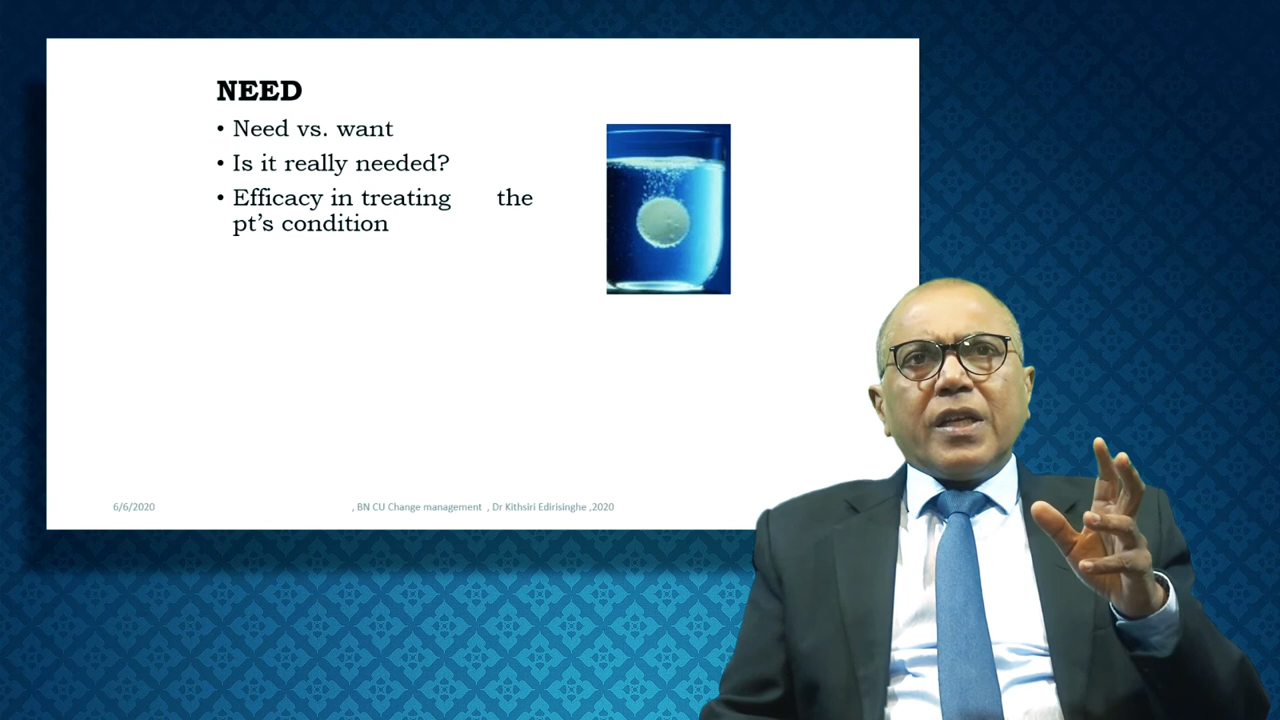 NEED
• Need vs. want
• Is it really needed?
• Efficacy in treating the
pt's condition
6/6/2020
, BN CU Change management , Dr Kithsiri Edirisinghe ,2020